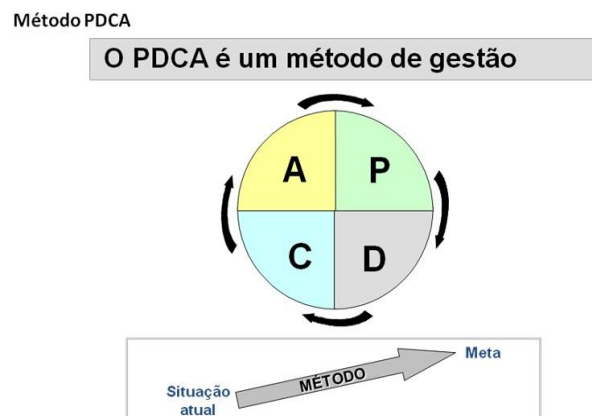 Método PDCA
O PDCA é um método de gestão
A
P
C
D
Meta
MÉTODO
Situação
atual